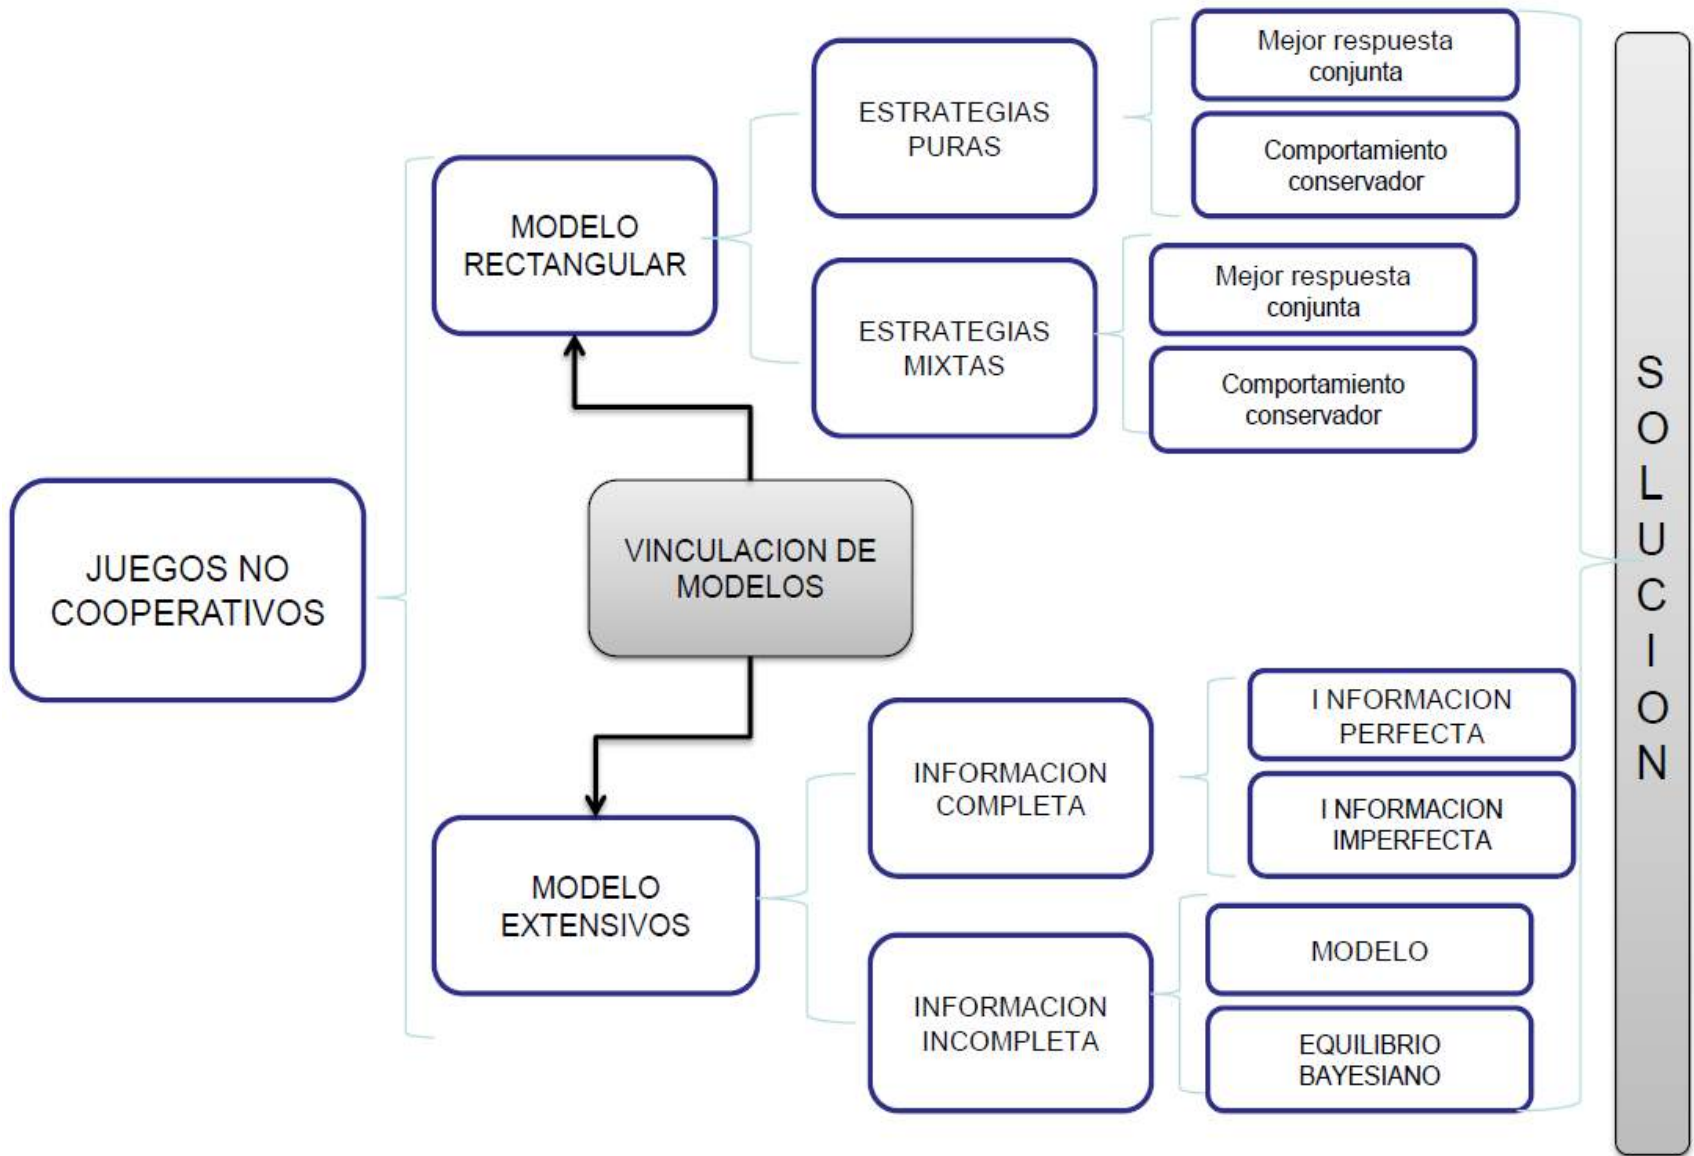 JUEGOS NO
COOPERATIVOS
MODELO
RECTANGULAR
ESTRATEGIAS
PURAS
Mejor respuesta
conjunta
Comportamiento
conservador
ESTRATEGIAS
MIXTAS
Mejor respuesta
conjunta
Comportamiento
conservador
VINCULACION DE
MODELOS
MODELO
EXTENSIVOS
INFORMACION
COMPLETA
I NFORMACION
PERFECTA
I NFORMACION
IMPERFECTA
INFORMACION
INCOMPLETA
MODELO
EQUILIBRIO
BAYESIANO
S
O
L
U
C
I
O
N